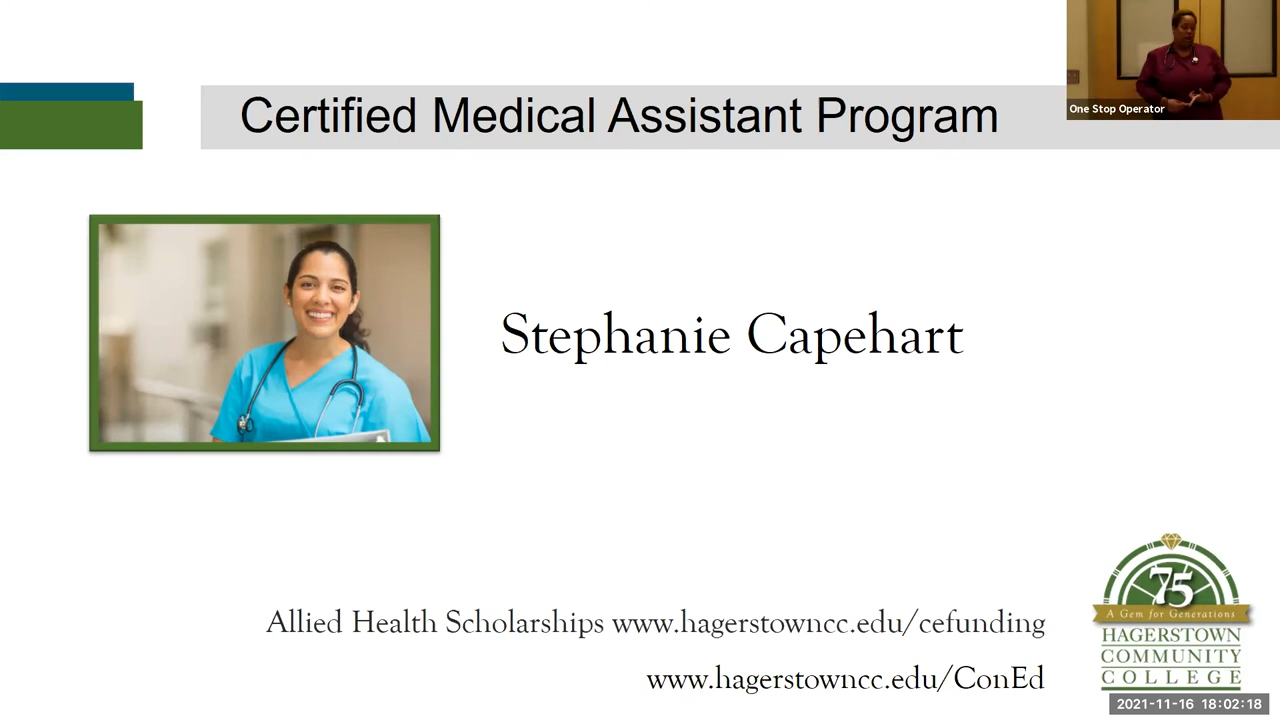 Certified Medical Assistant Program
One Stop Operator
Stephanie Capehart
Allied Health Scholarships www.hagerstowncc.edu/cefunding
www.hagerstowncc.edu/ConEd
75
A Gem for Generations
HAGERSTOWN
COMMUNITY
COLLEGE
2021-11-16 18:02:18